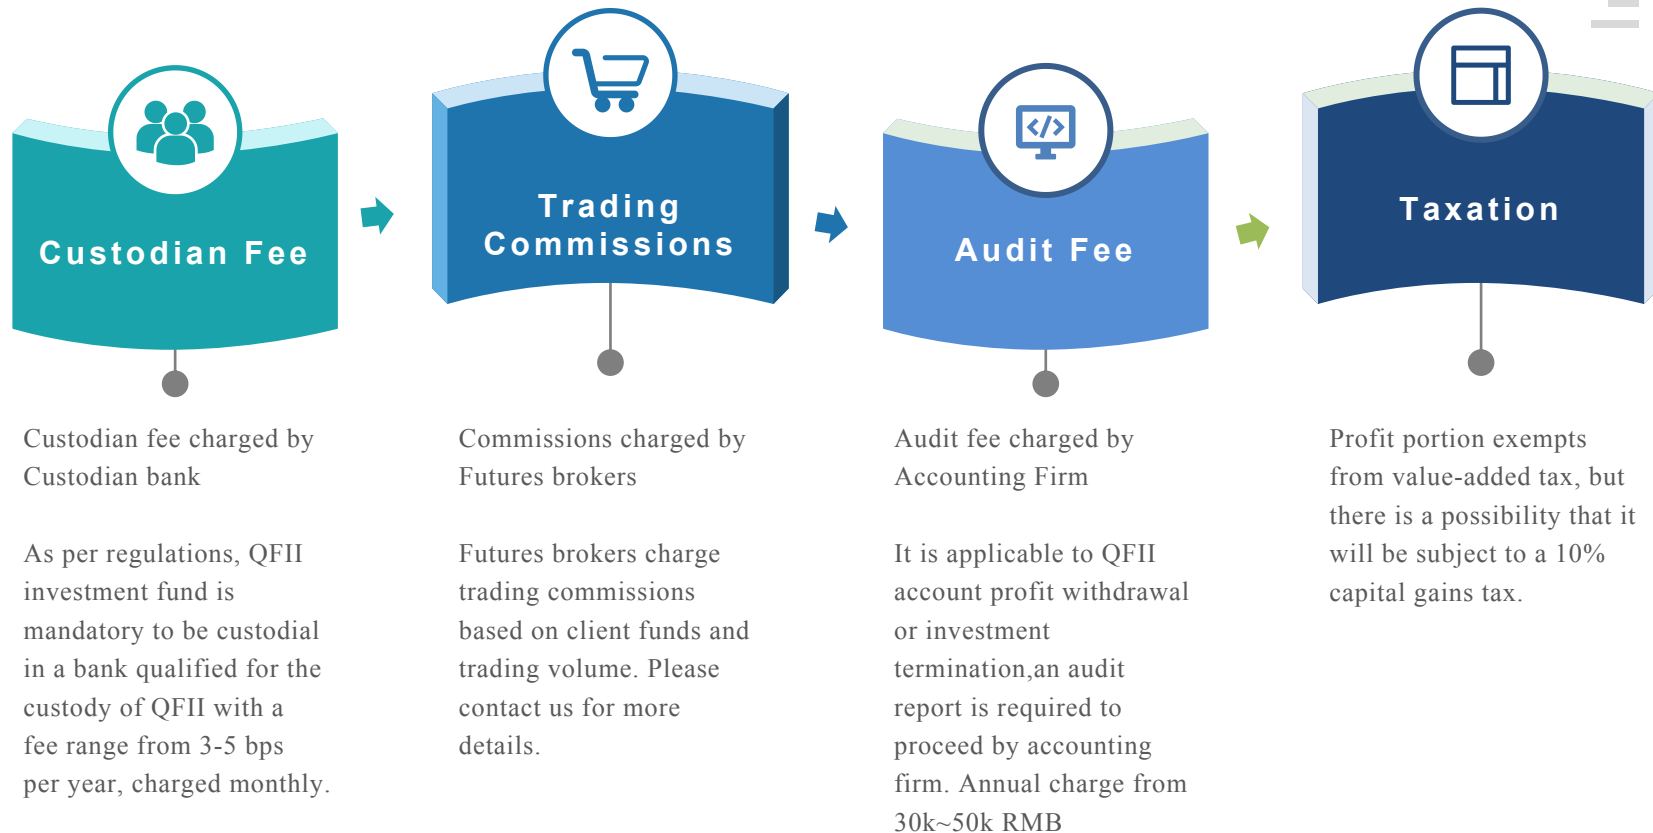 Custodian Fee
Custodian fee charged by
Custodian bank
As per regulations, QFII
investment fund is
mandatory to be custodial
in a bank qualified for the
custody of QFII with a
fee range from 3-5 bps
per year, charged monthly.
Trading
Commissions
Commissions charged by
Futures brokers
Futures brokers charge
trading commissions
based on client funds and
trading volume. Please
contact us for more
details.
Audit Fee
Audit fee charged by
Accounting Firm
It is applicable to QFII
account profit withdrawal
or investment
termination,an audit
report is required to
proceed by accounting
firm. Annual charge from
30k~50k RMB
Taxation
Profit portion exempts
from value-added tax, but
there is a possibility that it
will be subject to a 10%
capital gains tax.